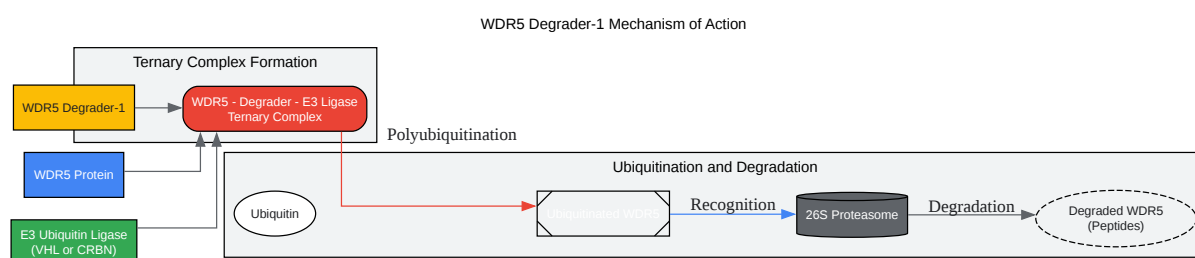 WDR5 Degrader-1 Mechanism of Action
Ternary Complex Formation
WDR5 Degrader-1
WDR5 - Degrader - E3 Ligase
Ternary Complex
Polyubiquitination
WDR5 Protein
Ubiquitination and Degradation
Ubiquitin
Ubiquitinated WDR5
Recognition
26S Proteasome
Degradation
Degraded WDR5
(Peptides)
E3 Ubiquitin Ligase
(VHL or CRBN)